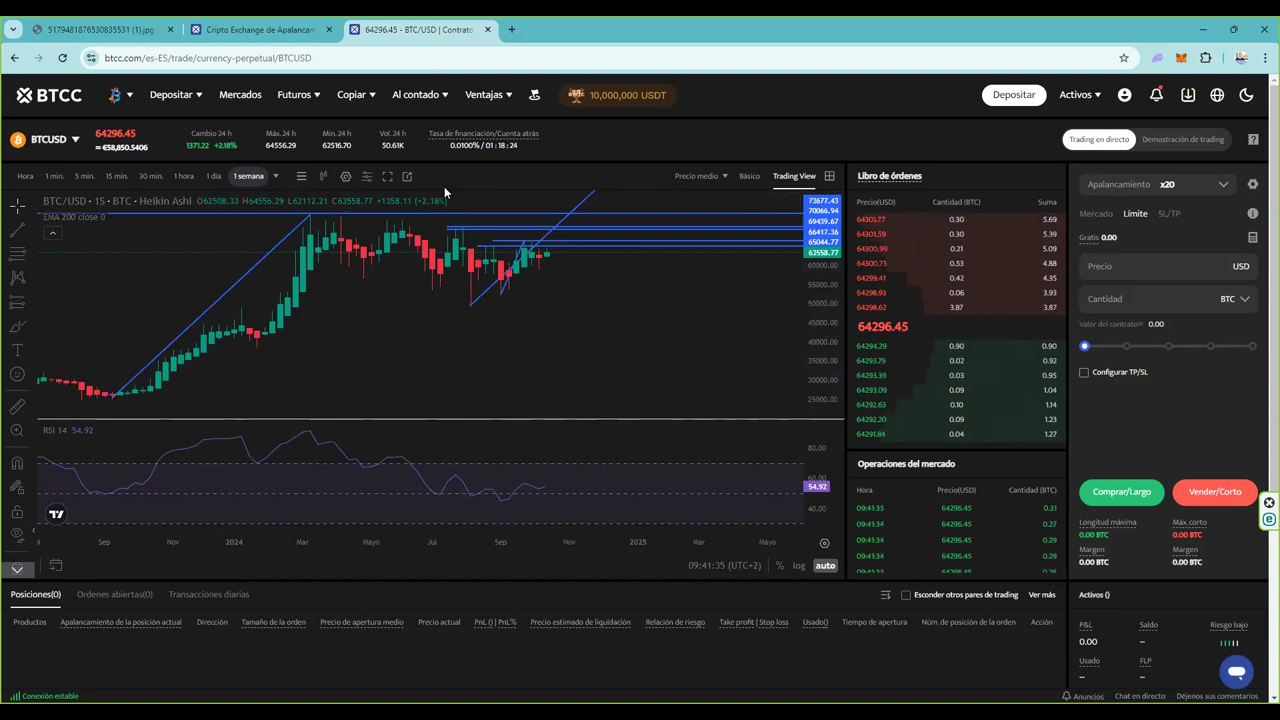 5179481876530835531 (1).jpg
Cripto Exchange de Apalancam
64296.45 - BTC/USD | Contrato
btcc.com/es-ES/trade/currency-perpetual/BTCUSD
BTCC
Depositar
Mercados
Futuros
Copiar
Al contado
Ventajas
10,000,000 USDT
Depositar
Activos
BTCUSD
64296.45
≈ €58,850.5406
Cambio 24 h
1371.22 +2.18%
Máx. 24 h
64556.29
Mín. 24 h
62516.70
Vol. 24 h
50.61K
Tasa de financiación/Cuenta atrás
0.0100% / 01 : 18 : 24
Trading en directo
Demostración de trading
Hora 1 min. 5 min. 15 min. 30 min. 1 hora 1 día 1 semana
Precio medio
Básico
Trading View
BTC/USD · 1S · BTC · Heikin Ashi O62508.33 H64556.29 L62112.21 C63558.77 +1358.11 (+2.18%)
EMA 200 close 0
73677.43
70066.94
69439.67
66417.36
65044.77
63558.77
60000.00
55000.00
50000.00
45000.00
40000.00
35000.00
30000.00
25000.00
RSI 14 54.92
80.00
60.00
54.92
40.00
Sep Nov 2024 Mar Mayo Jul Sep Nov 2025 Mar Mayo
09:41:35 (UTC+2) % log auto
Libro de órdenes
Precio(USD) Cantidad (BTC) Suma
64301.77 0.30 5.69
64301.59 0.30 5.39
64300.99 0.21 5.09
64300.73 0.53 4.88
64299.41 0.42 4.35
64298.93 0.06 3.93
64298.62 3.87 3.87
64296.45
64294.29 0.90 0.90
64293.79 0.02 0.92
64293.39 0.03 0.95
64293.09 0.09 1.04
64292.63 0.10 1.14
64292.20 0.09 1.23
64291.84 0.04 1.27
Operaciones del mercado
Hora Precio(USD) Cantidad (BTC)
09:41:35 64296.45 0.31
09:41:34 64296.45 0.27
09:41:34 64296.45 0.29
09:41:34 64296.45 0.29
09:41:33 64296.45 0.26
Apalancamiento x20
Mercado Límite SL/TP
Gratis 0.00
Precio USD
Cantidad BTC
Valor del contrato≈ 0.00
Configurar TP/SL
Comprar/Largo
Vender/Corto
Longitud máxima
0.00 BTC
Máx. corto
0.00 BTC
Margen
0.00 BTC
Margen
0.00 BTC
Posiciones(0) Ordenes abiertas(0) Transacciones diarias
Esconder otros pares de trading Ver más
Productos Apalancamiento de la posición actual Dirección Tamaño de la orden Precio de apertura medio Precio actual PnL () | PnL% Precio estimado de liquidación Relación de riesgo Take profit | Stop loss Usado() Tiempo de apertura Núm. de posición de la orden Acción
Activos ()
P&L
0.00
Saldo
--
Riesgo bajo
Usado
--
FLP
--
Conexión estable
Anuncios Chat en directo Déjenos sus comentarios